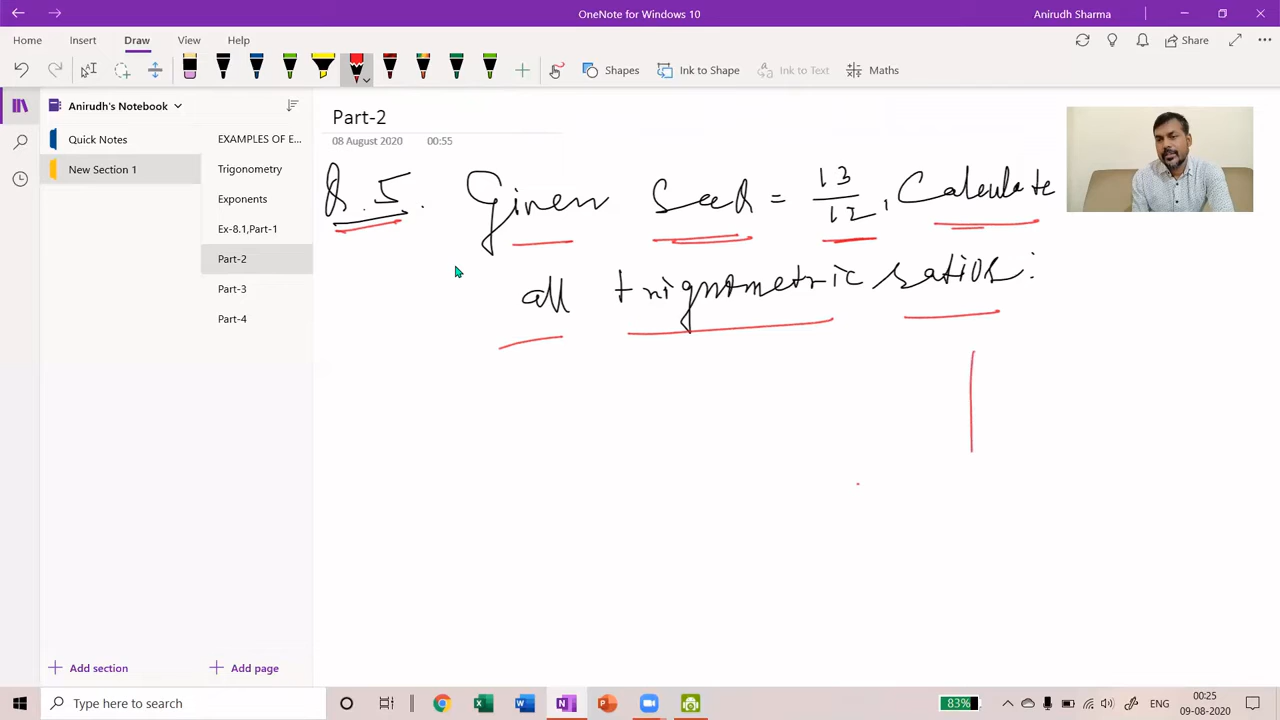 OneNote for Windows 10
Anirudh Sharma
Home Insert Draw View Help
Share
Shapes Ink to Shape Ink to Text Maths
Anirudh's Notebook
Quick Notes
New Section 1
EXAMPLES OF E...
Trigonometry
Exponents
Ex-8.1,Part-1
Part-2
Part-3
Part-4
Add section
Add page
Part-2
08 August 2020 00:55
Q.5. Given Secθ = 13/12, Calculate
all trignometric ratios:
Type here to search
83%
ENG
00:25
09-08-2020